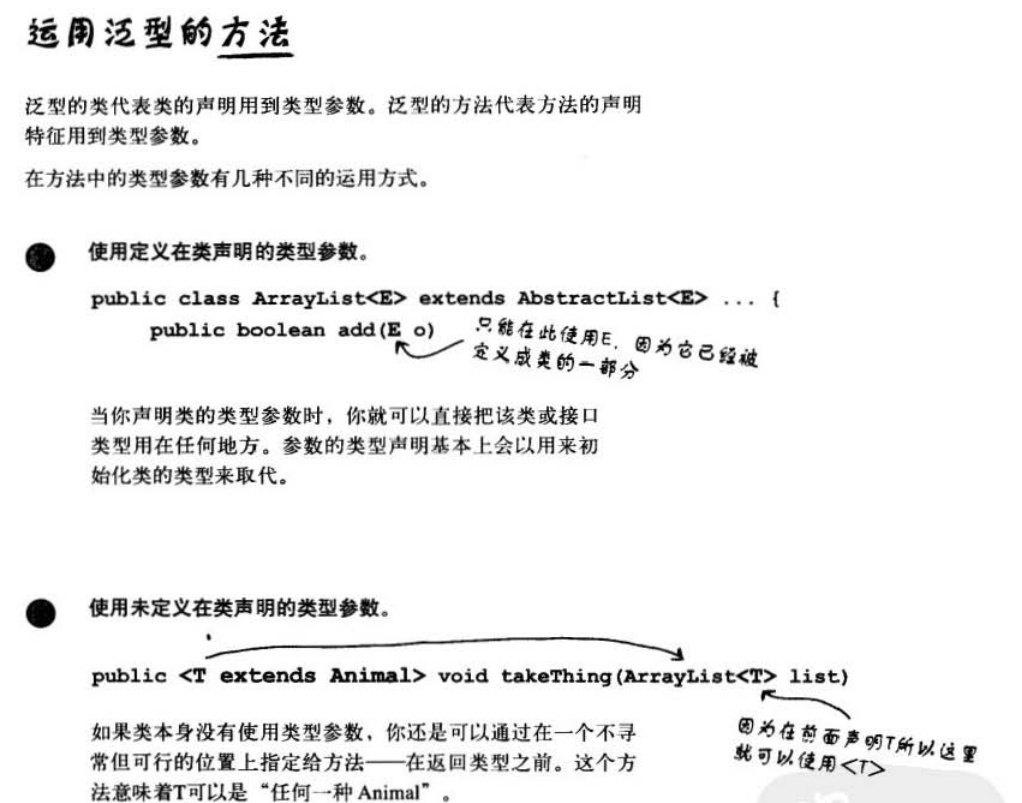 运用泛型的方法
泛型的类代表类的声明用到类型参数。泛型的方法代表方法的声明
特征用到类型参数。
在方法中的类型参数有几种不同的运用方式。
使用定义在类声明的类型参数。
public class ArrayList<E> extends AbstractList<E> ... {
public boolean add(E o)
只能在此使用E，因为它已经被
定义成类的一部分
当你声明类的类型参数时，你就可以直接把该类或接口
类型用在任何地方。参数的类型声明基本上会以用来初
始化类的类型来取代。
使用未定义在类声明的类型参数。
public <T extends Animal> void takeThing(ArrayList<T> list)
因为在前面声明T所以这里
就可以使用<T>
如果类本身没有使用类型参数，你还是可以通过在一个不寻
常但可行的位置上指定给方法——在返回类型之前。这个方
法意味着T可以是“任何一种 Animal”。